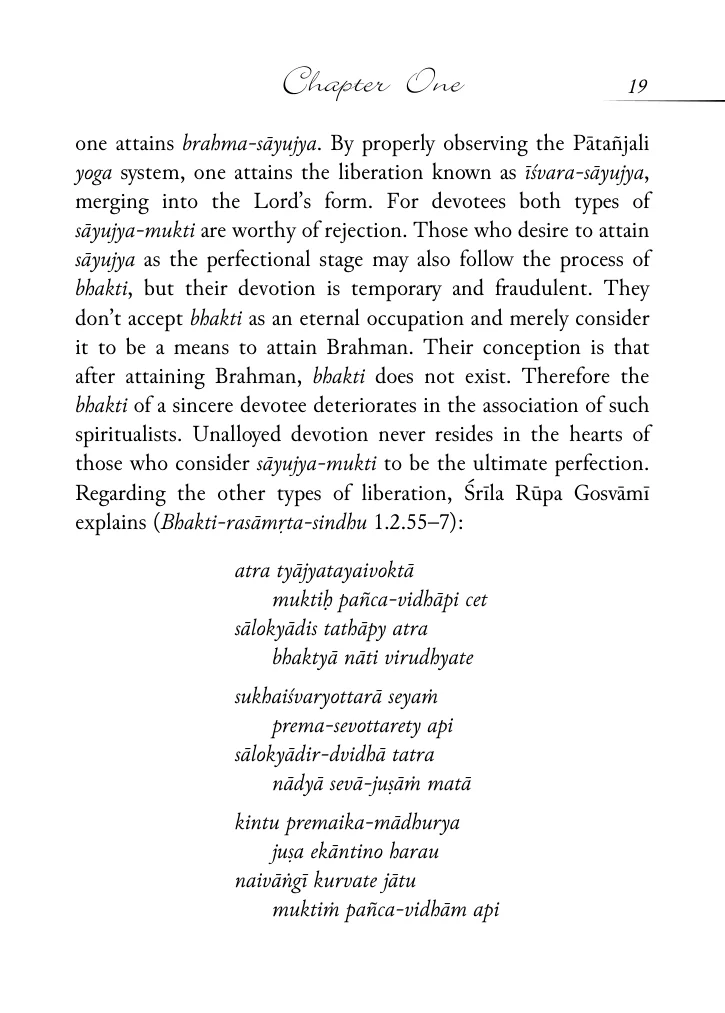 Chapter One
19
one attains brahma-sāyujya. By properly observing the Pātañjali
yoga system, one attains the liberation known as īśvara-sāyujya,
merging into the Lord’s form. For devotees both types of
sāyujya-mukti are worthy of rejection. Those who desire to attain
sāyujya as the perfectional stage may also follow the process of
bhakti, but their devotion is temporary and fraudulent. They
don’t accept bhakti as an eternal occupation and merely consider
it to be a means to attain Brahman. Their conception is that
after attaining Brahman, bhakti does not exist. Therefore the
bhakti of a sincere devotee deteriorates in the association of such
spiritualists. Unalloyed devotion never resides in the hearts of
those who consider sāyujya-mukti to be the ultimate perfection.
Regarding the other types of liberation, Śrīla Rūpa Gosvāmī
explains (Bhakti-rasāmṛta-sindhu 1.2.55–7):
atra tyājyatayaivoktā
muktiḥ pañca-vidhāpi cet
sālokyādis tathāpy atra
bhaktyā nāti virudhyate
sukhaiśvaryottarā seyaṁ
prema-sevottarety api
sālokyādir-dvidhā tatra
nādyā sevā-juṣāṁ matā
kintu premaika-mādhurya
juṣa ekāntino harau
naivāṅgī kurvate jātu
muktiṁ pañca-vidhām api